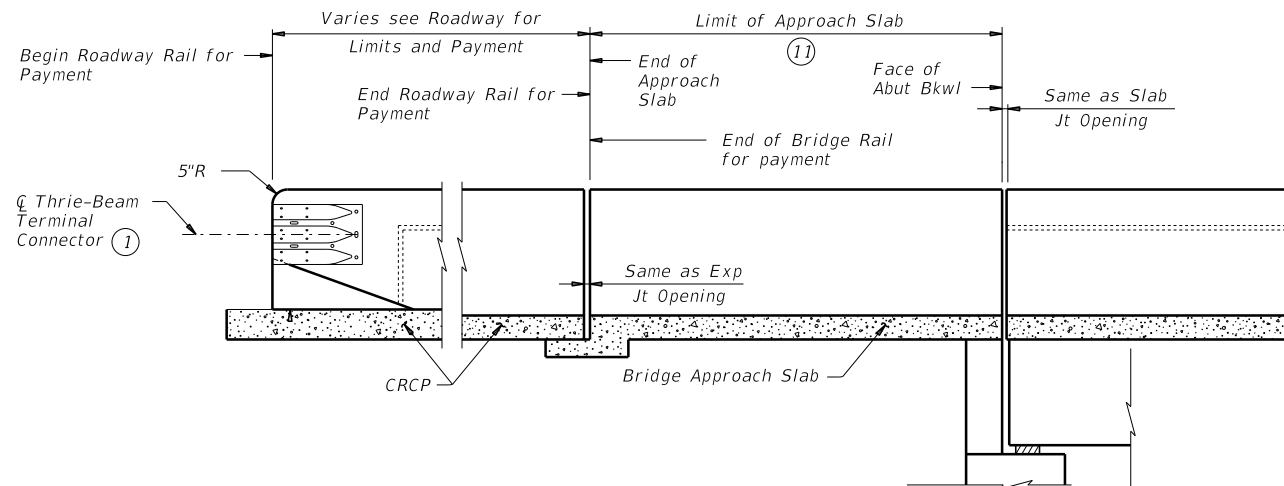 Varies see Roadway for
Limits and Payment
Limit of Approach Slab
11
Begin Roadway Rail for
Payment
End of
Approach
Slab
Face of
Abut Bkwl
End Roadway Rail for
Payment
Same as Slab
Jt Opening
End of Bridge Rail
for payment
5"R
℄ Thrie-Beam
Terminal
Connector 1
Same as Exp
Jt Opening
CRCP
Bridge Approach Slab